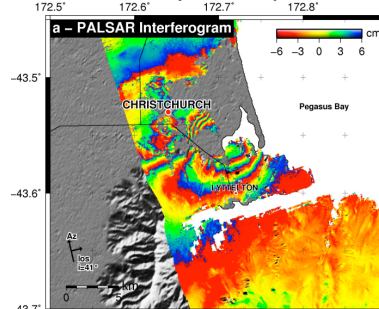 172.5° 172.6° 172.7° 172.8°
a – PALSAR Interferogram
cm
−6 −3 0 3 6
−43.5°
Pegasus Bay
CHRISTCHURCH
−43.6°
LYTTELTON
Az
los
i=41°
0 5
km
−43.7°